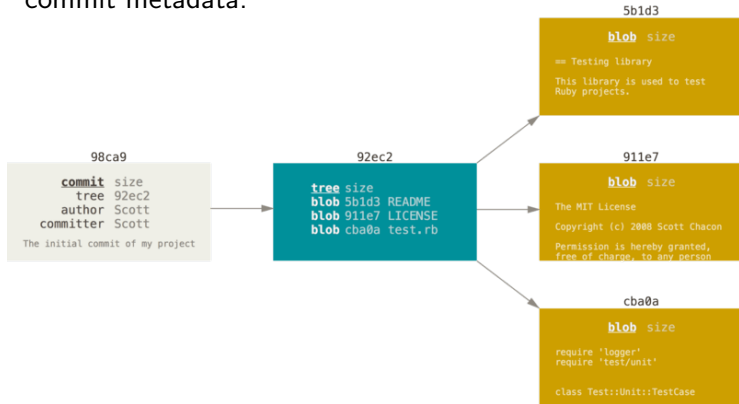 commit metadata.
98ca9
commit size
tree 92ec2
author Scott
committer Scott
The initial commit of my project
92ec2
tree size
blob 5b1d3 README
blob 911e7 LICENSE
blob cba0a test.rb
5b1d3
blob size
== Testing library
This library is used to test
Ruby projects.
911e7
blob size
The MIT License
Copyright (c) 2008 Scott Chacon
Permission is hereby granted,
free of charge, to any person
cba0a
blob size
require 'logger'
require 'test/unit'
class Test::Unit::TestCase